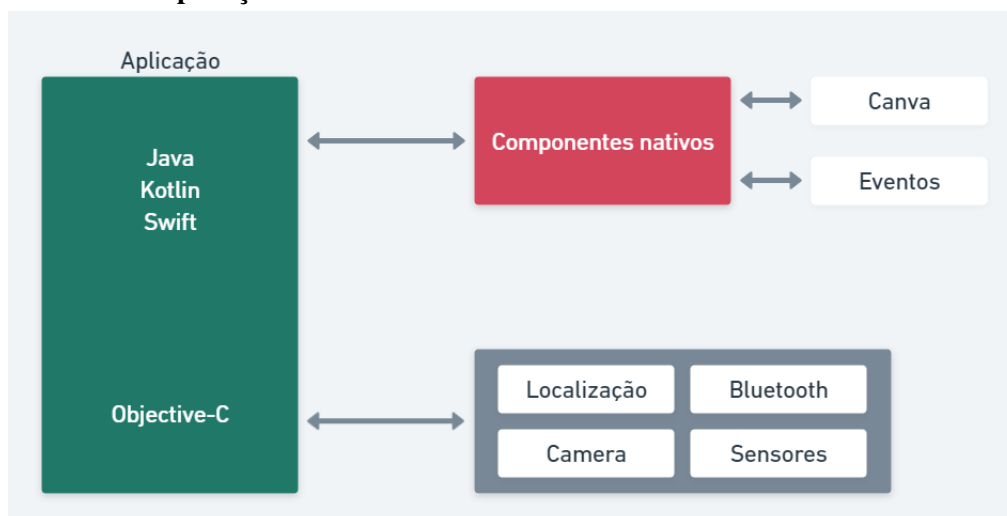 Aplicação
Java
Kotlin
Swift
Objective-C
Componentes nativos
Canva
Eventos
Localização
Bluetooth
Camera
Sensores